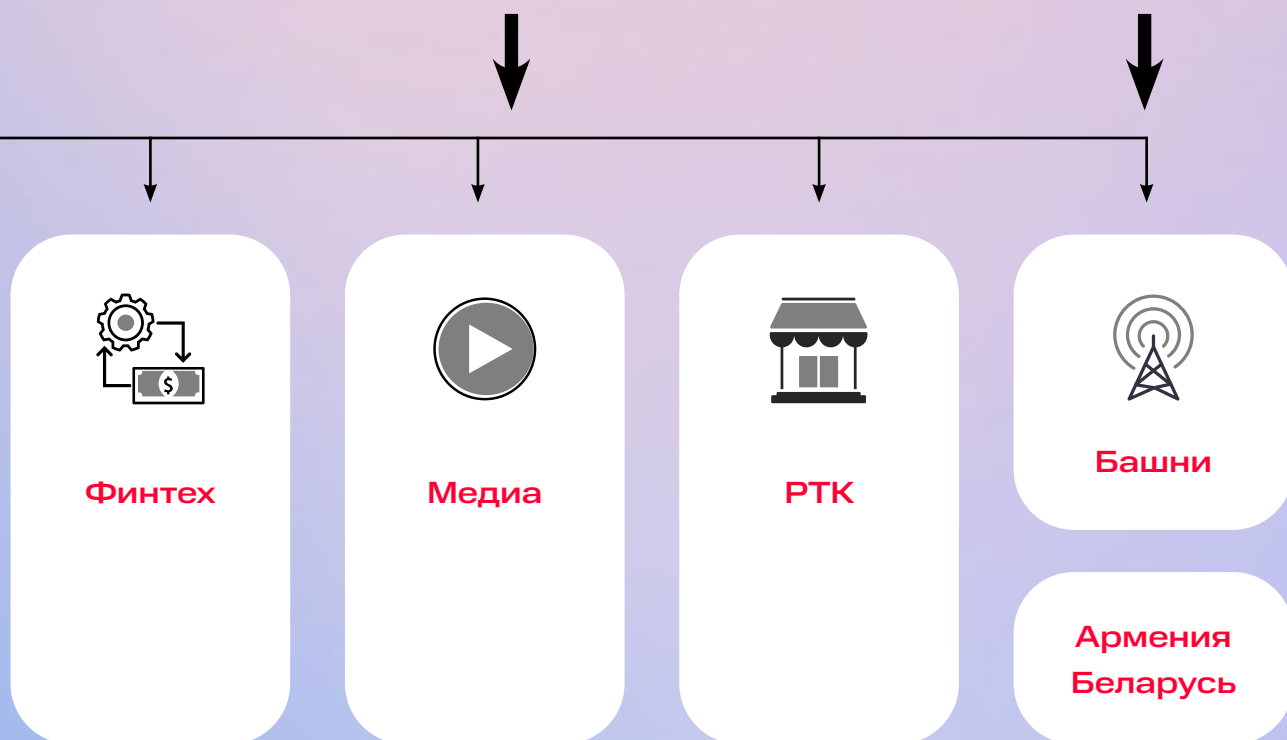 Финтех
Медиа
РТК
Башни
Армения
Беларусь
$